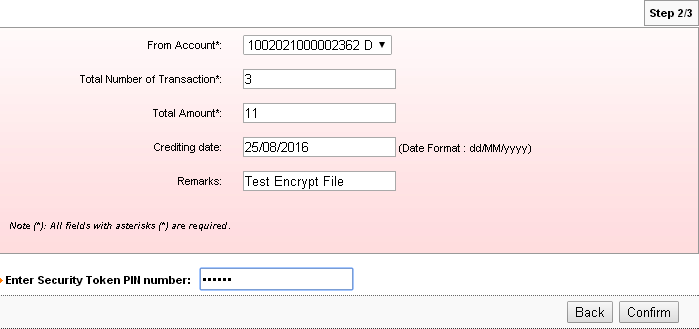 Step 2/3
From Account*: 1002021000002362 D
Total Number of Transaction*: 3
Total Amount*: 11
Crediting date: 25/08/2016 (Date Format : dd/MM/yyyy)
Remarks: Test Encrypt File
Note (*): All fields with asterisks (*) are required.
Enter Security Token PIN number: ••••••
Back Confirm